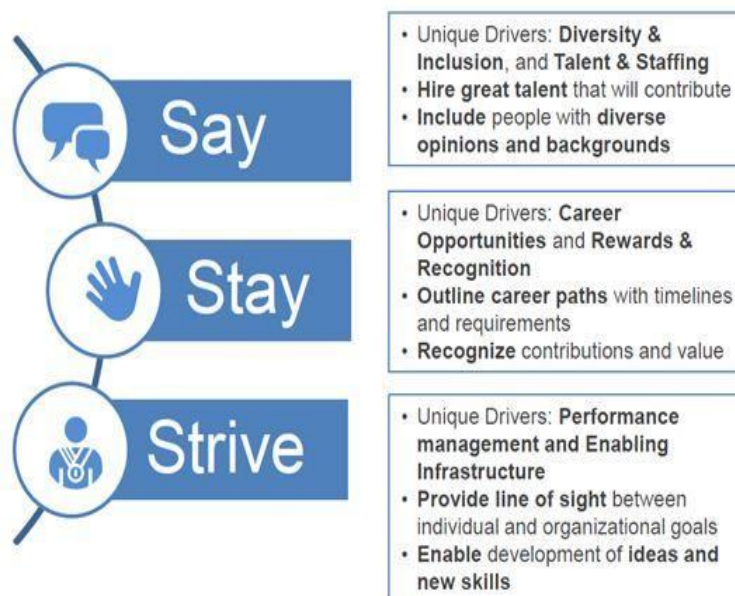 Say
• Unique Drivers: Diversity &
Inclusion, and Talent & Staffing
• Hire great talent that will contribute
• Include people with diverse
opinions and backgrounds
Stay
• Unique Drivers: Career
Opportunities and Rewards &
Recognition
• Outline career paths with timelines
and requirements
• Recognize contributions and value
Strive
• Unique Drivers: Performance
management and Enabling
Infrastructure
• Provide line of sight between
individual and organizational goals
• Enable development of ideas and
new skills